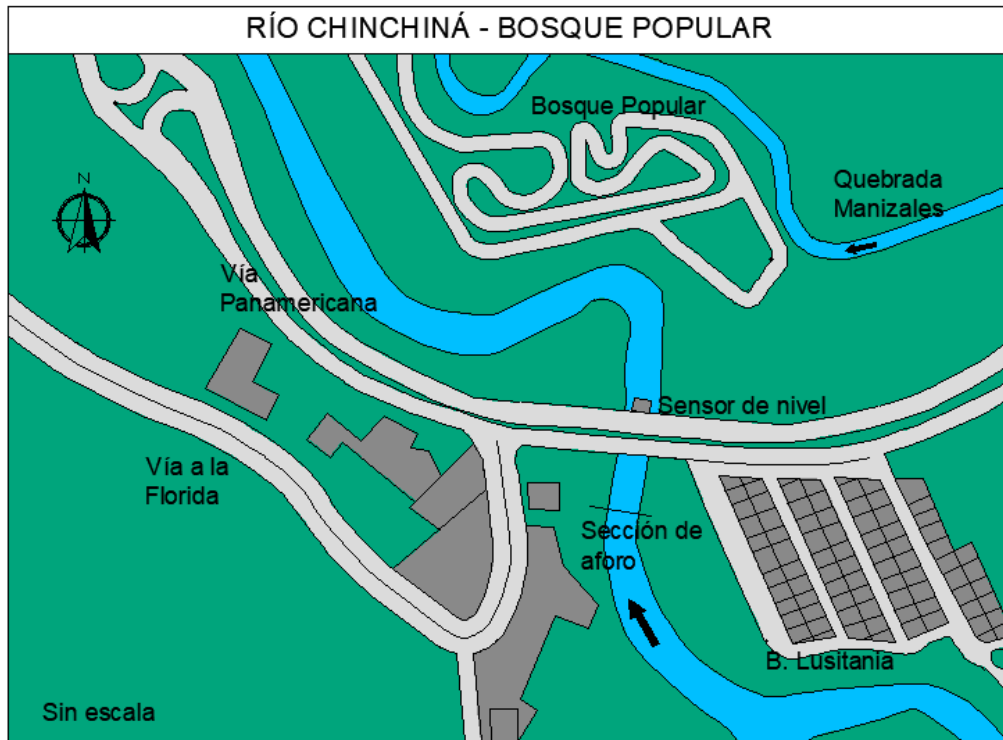 RÍO CHINCHINÁ - BOSQUE POPULAR
Bosque Popular
Quebrada
Manizales
N
Vía
Panamericana
Sensor de nivel
Vía a la
Florida
Sección de
aforo
B. Lusitania
Sin escala